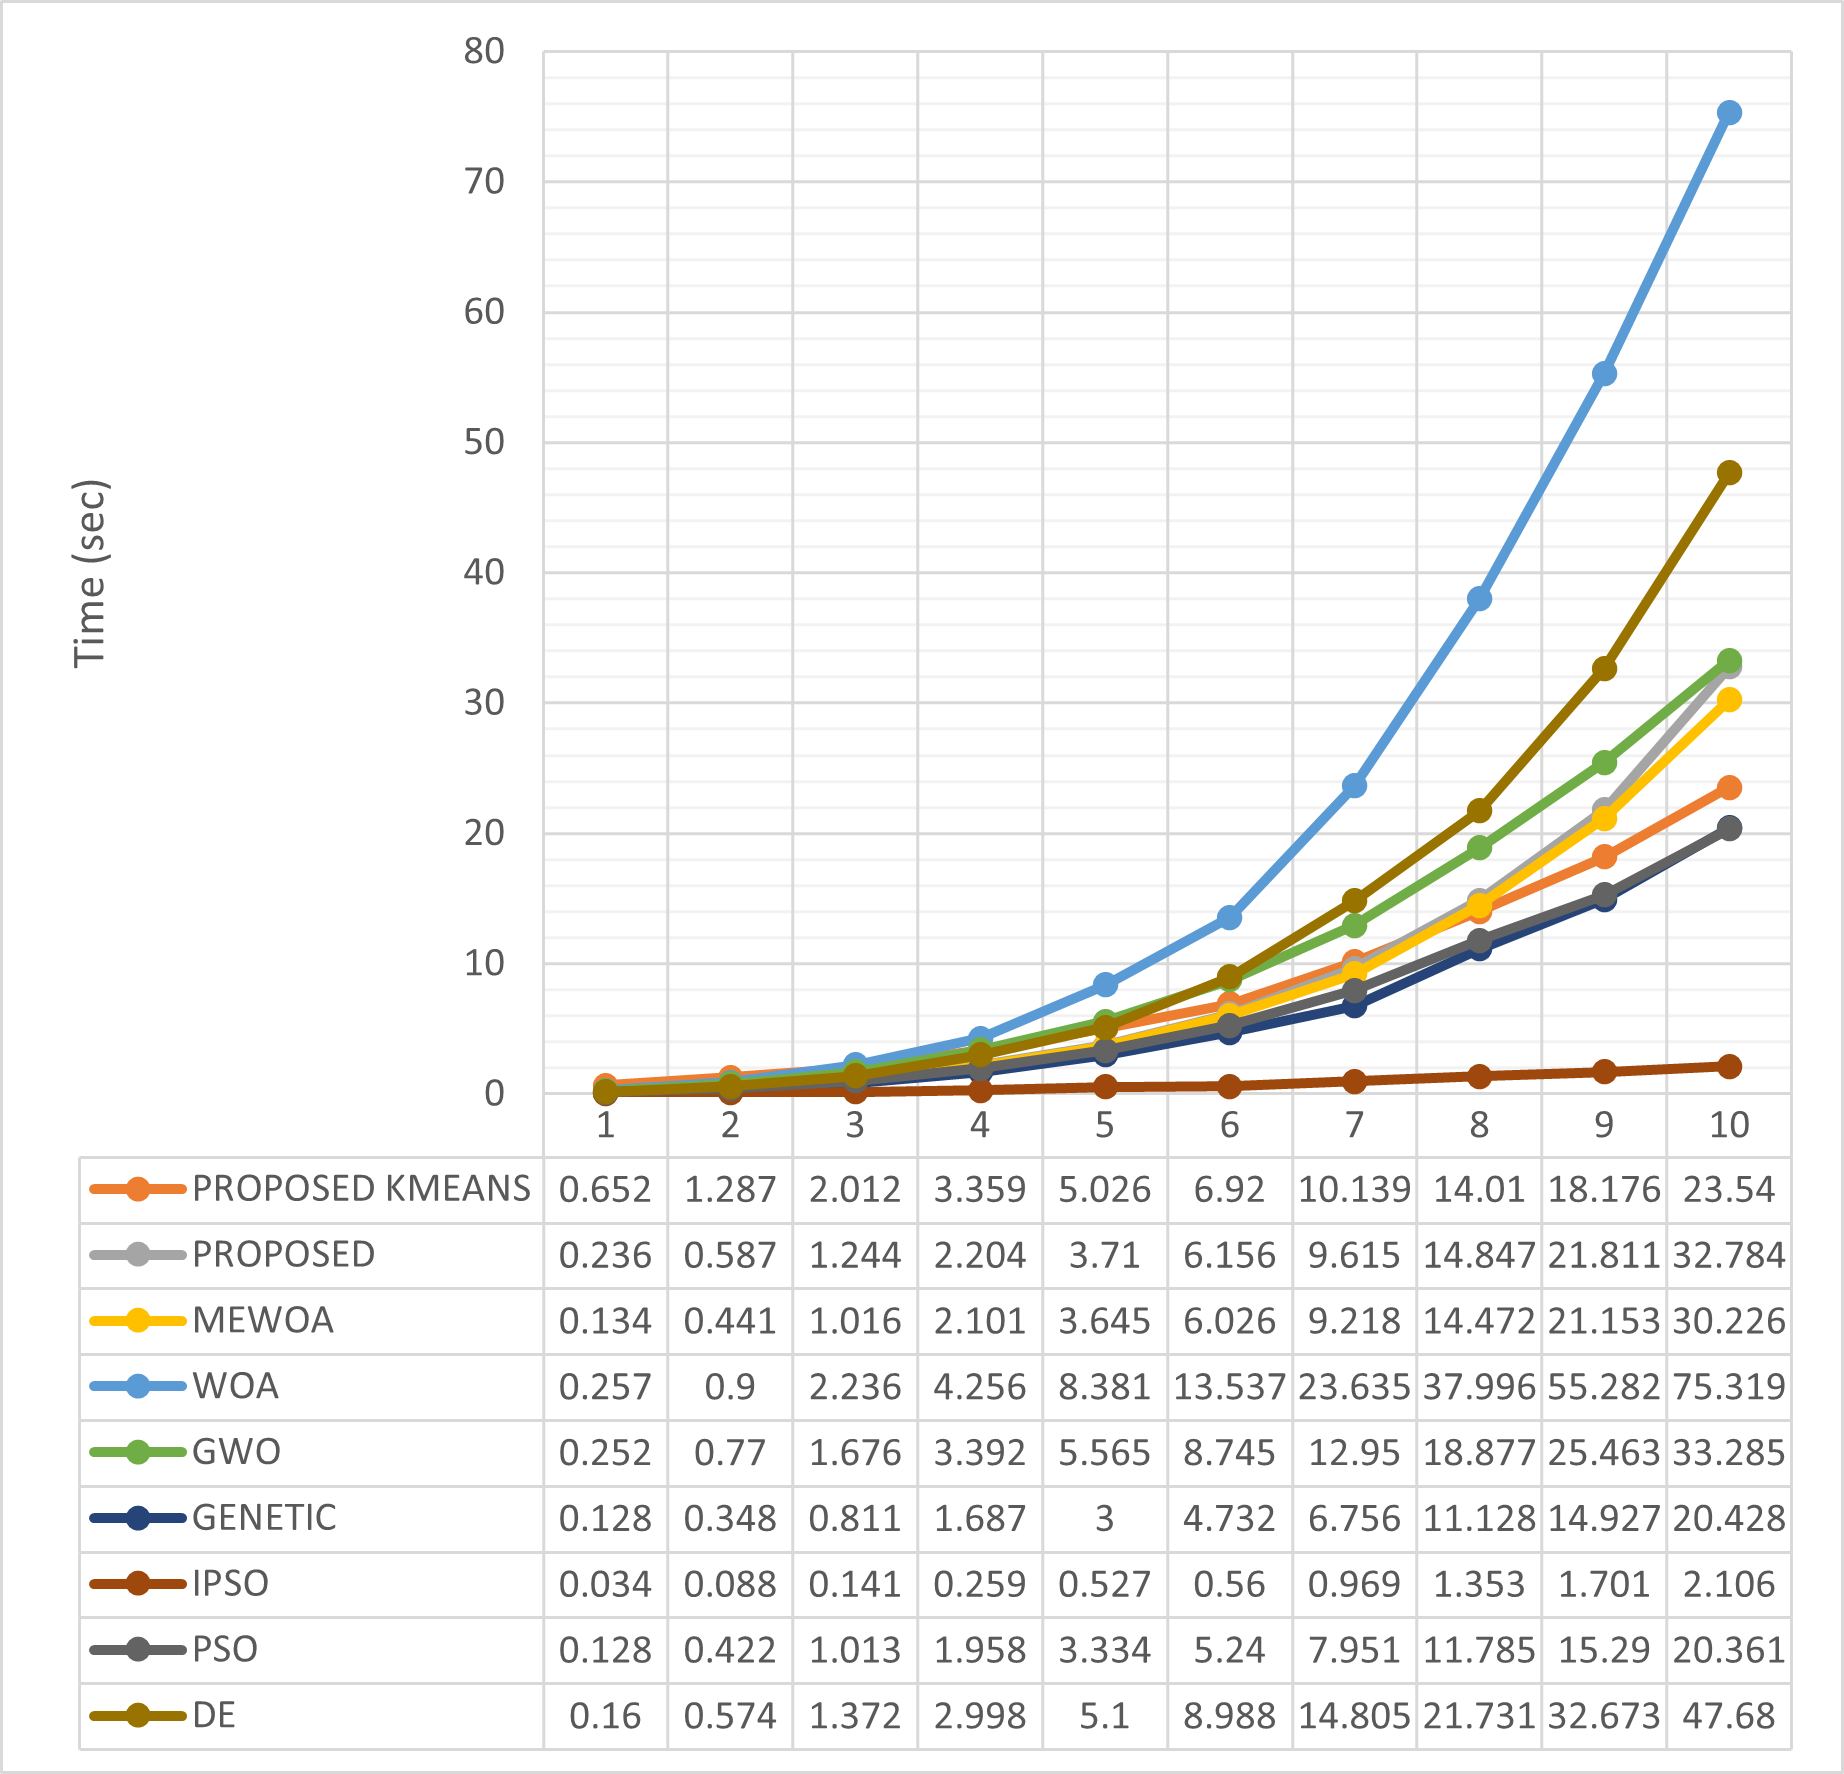 80
70
60
50
40
30
20
10
0
Time (sec)
1 2 3 4 5 6 7 8 9 10
PROPOSED KMEANS 0.652 1.287 2.012 3.359 5.026 6.92 10.139 14.01 18.176 23.54
PROPOSED 0.236 0.587 1.244 2.204 3.71 6.156 9.615 14.847 21.811 32.784
MEWOA 0.134 0.441 1.016 2.101 3.645 6.026 9.218 14.472 21.153 30.226
WOA 0.257 0.9 2.236 4.256 8.381 13.537 23.635 37.996 55.282 75.319
GWO 0.252 0.77 1.676 3.392 5.565 8.745 12.95 18.877 25.463 33.285
GENETIC 0.128 0.348 0.811 1.687 3 4.732 6.756 11.128 14.927 20.428
IPSO 0.034 0.088 0.141 0.259 0.527 0.56 0.969 1.353 1.701 2.106
PSO 0.128 0.422 1.013 1.958 3.334 5.24 7.951 11.785 15.29 20.361
DE 0.16 0.574 1.372 2.998 5.1 8.988 14.805 21.731 32.673 47.68